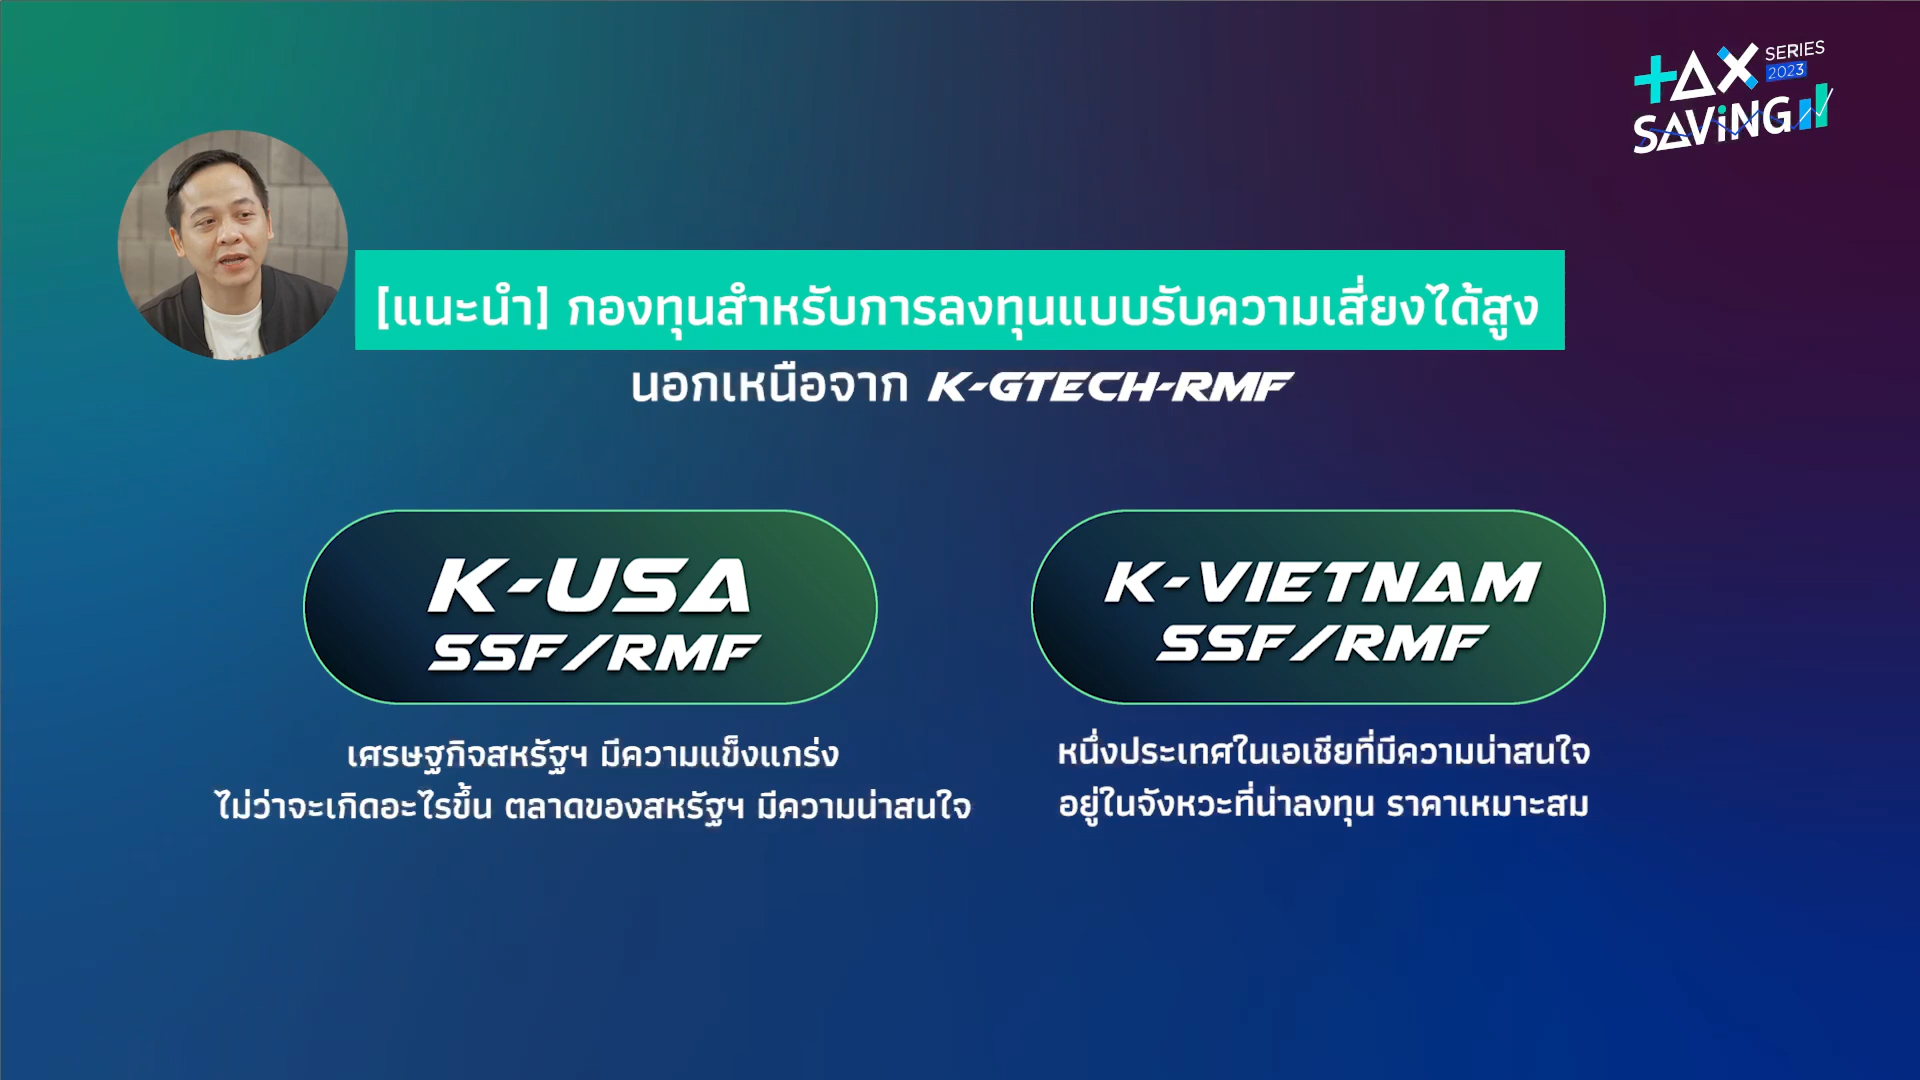 TAX SERIES
2023
SAVING
[แนะนำ] กองทุนสำหรับการลงทุนแบบรับความเสี่ยงได้สูง
นอกเหนือจาก K-GTECH-RMF
K-USA
SSF/RMF
เศรษฐกิจสหรัฐฯ มีความแข็งแกร่ง
ไม่ว่าจะเกิดอะไรขึ้น ตลาดของสหรัฐฯ มีความน่าสนใจ
K-VIETNAM
SSF/RMF
หนึ่งประเทศในเอเชียที่มีความน่าสนใจ
อยู่ในจังหวะที่น่าลงทุน ราคาเหมาะสม